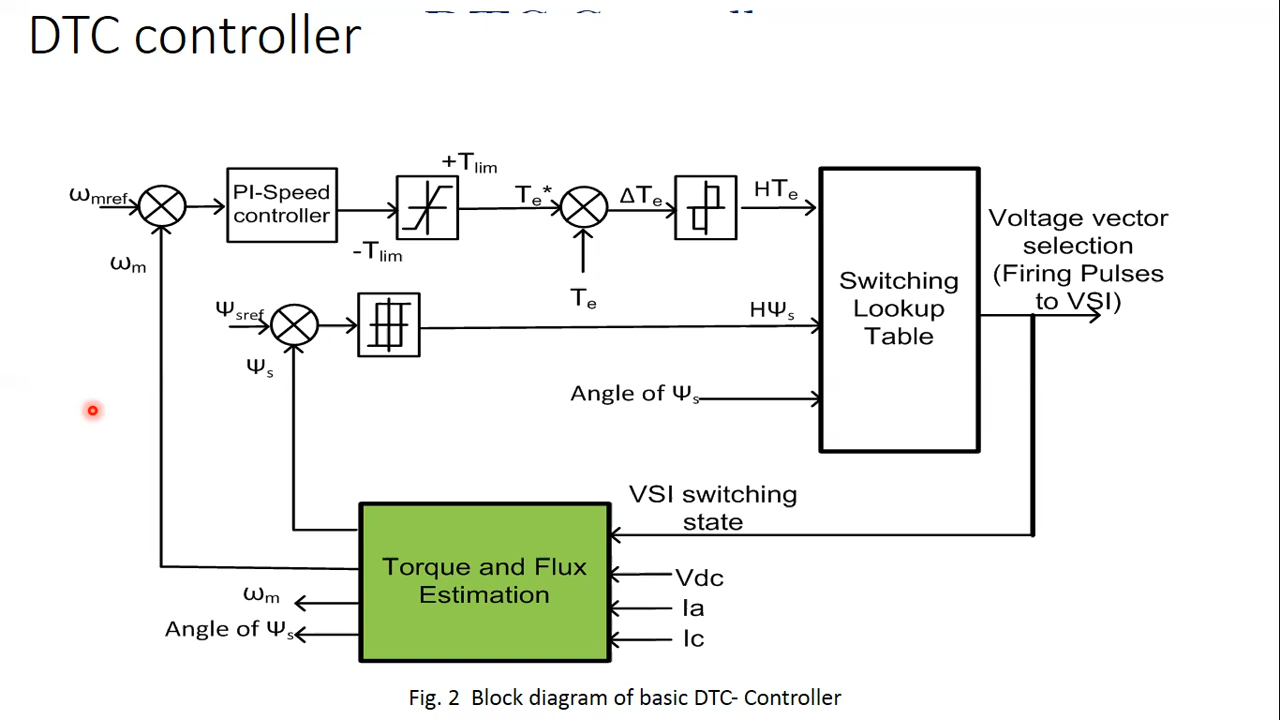 DTC controller
+Tlim
ωmref
PI-Speed
controller
Te*
ΔTe
HTe
-Tlim
ωm
Te
Voltage vector
selection
(Firing Pulses
to VSI)
Switching
Lookup
Table
Ψsref
HΨs
Ψs
Angle of Ψs
VSI switching
state
Torque and Flux
Estimation
Vdc
Ia
Ic
ωm
Angle of Ψs
Fig. 2 Block diagram of basic DTC- Controller